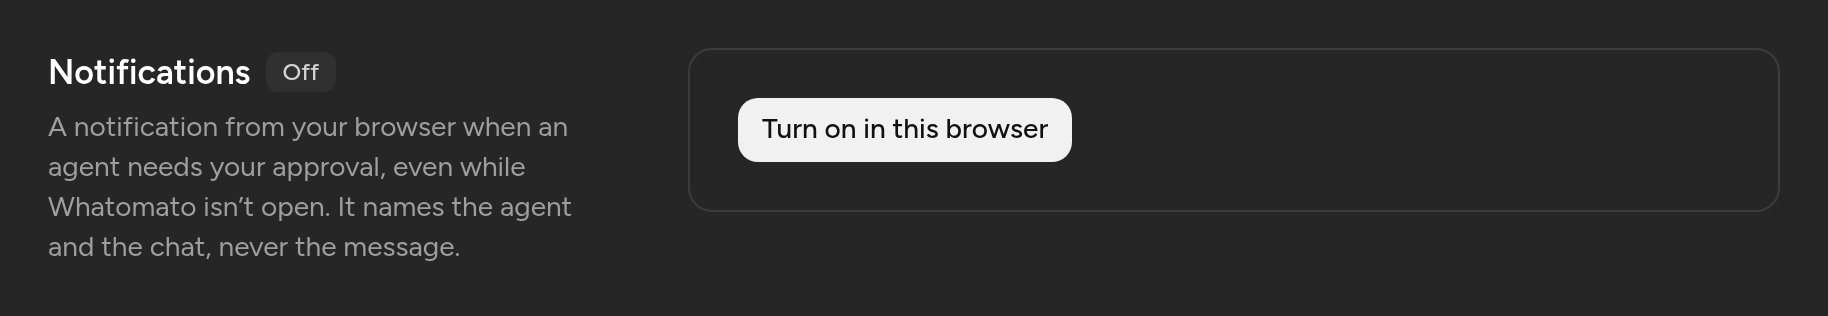 Notifications Off
A notification from your browser when an
agent needs your approval, even while
Whatomato isn’t open. It names the agent
and the chat, never the message.
Turn on in this browser